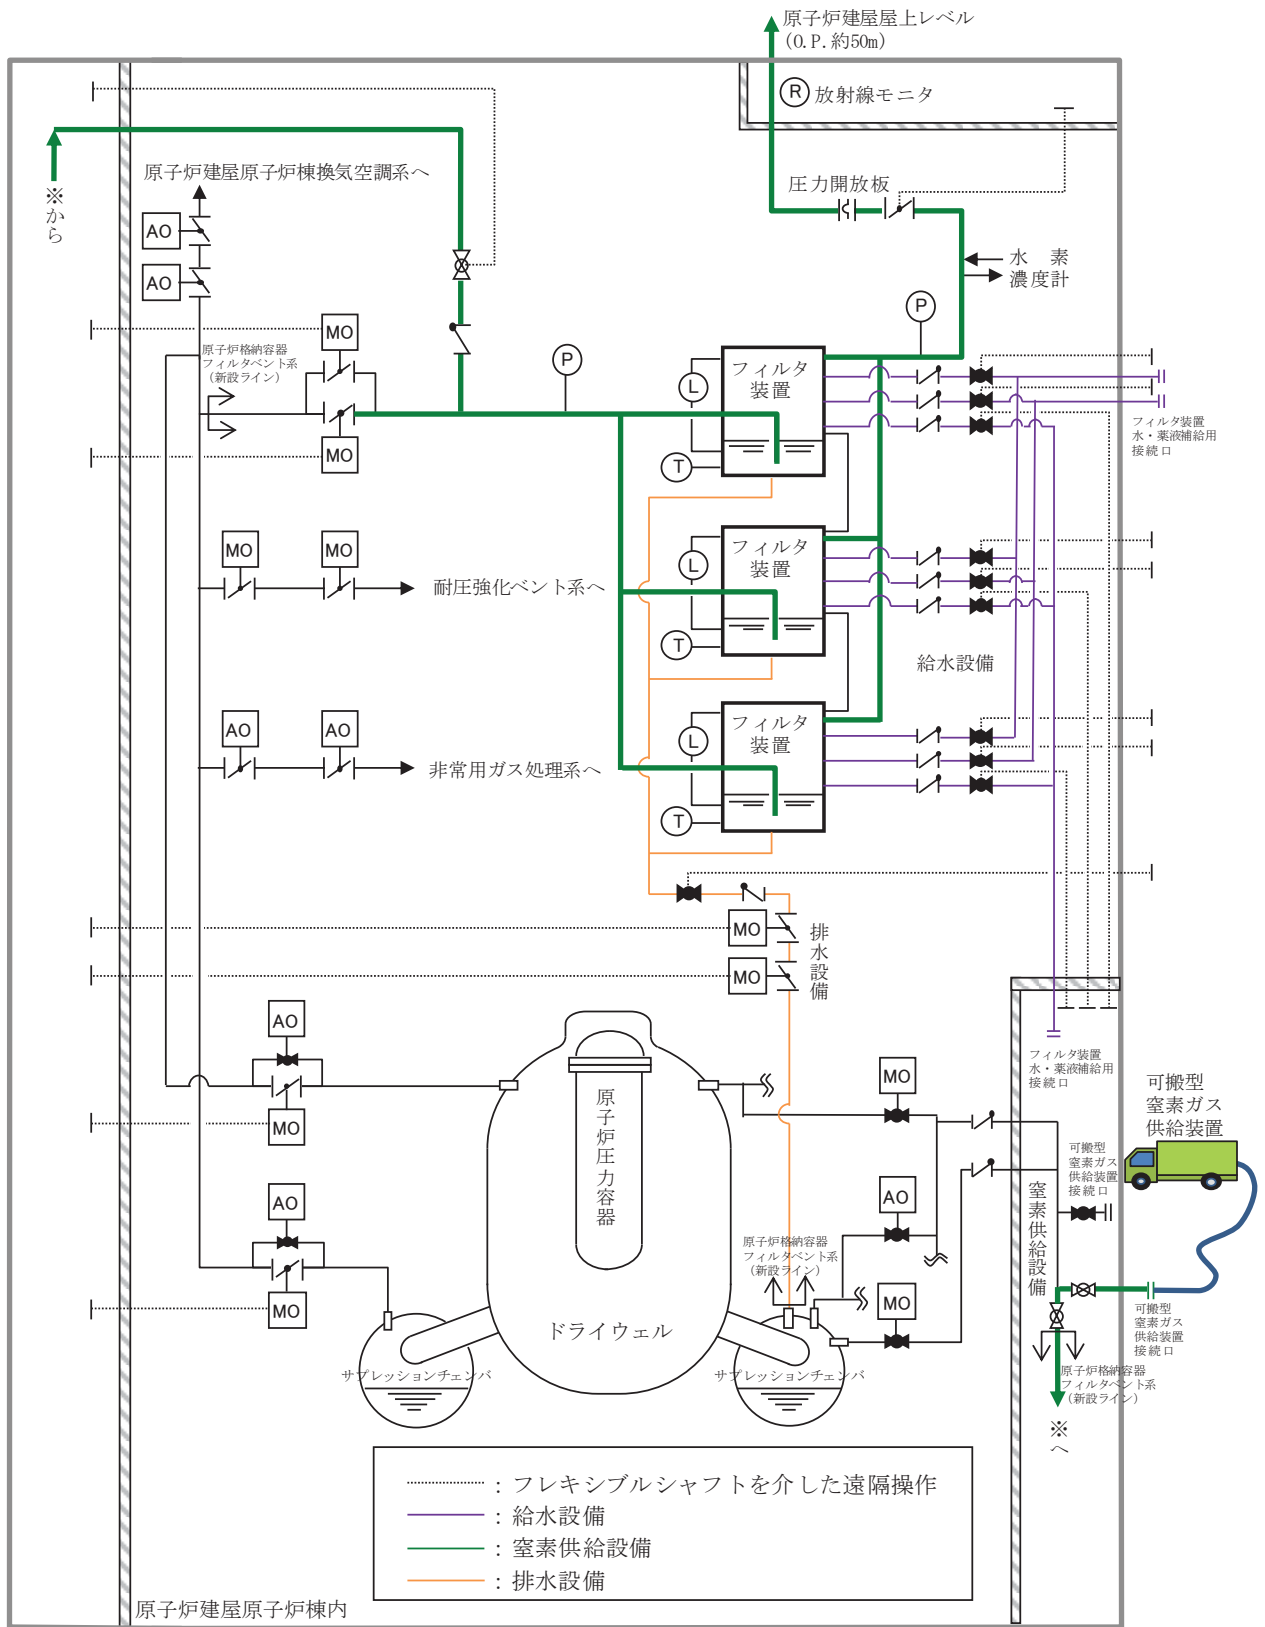 原子炉建屋屋上レベル
(O.P.約50m)
R 放射線モニタ
原子炉建屋原子炉棟換気空調系へ
圧力開放板
※から
AO
水　素
濃度計
AO
P
MO
原子炉格納容器
フィルタベント系
(新設ライン)
P
フィルタ
装置
L
フィルタ装置
水・薬液補給用
接続口
MO
T
MO
MO
フィルタ
装置
L
耐圧強化ベント系へ
T
給水設備
AO
AO
フィルタ
装置
L
非常用ガス処理系へ
T
MO
排水設備
MO
AO
フィルタ装置
水・薬液補給用
接続口
MO
可搬型
窒素ガス
供給装置
原子炉圧力容器
MO
可搬型
窒素ガス
供給装置
接続口
AO
AO
窒素供給設備
原子炉格納容器
フィルタベント系
(新設ライン)
MO
MO
可搬型
窒素ガス
供給装置
接続口
ドライウェル
サプレッションチェンバ
サプレッションチェンバ
原子炉格納容器
フィルタベント系
(新設ライン)
※へ
：フレキシブルシャフトを介した遠隔操作
：給水設備
：窒素供給設備
：排水設備
原子炉建屋原子炉棟内